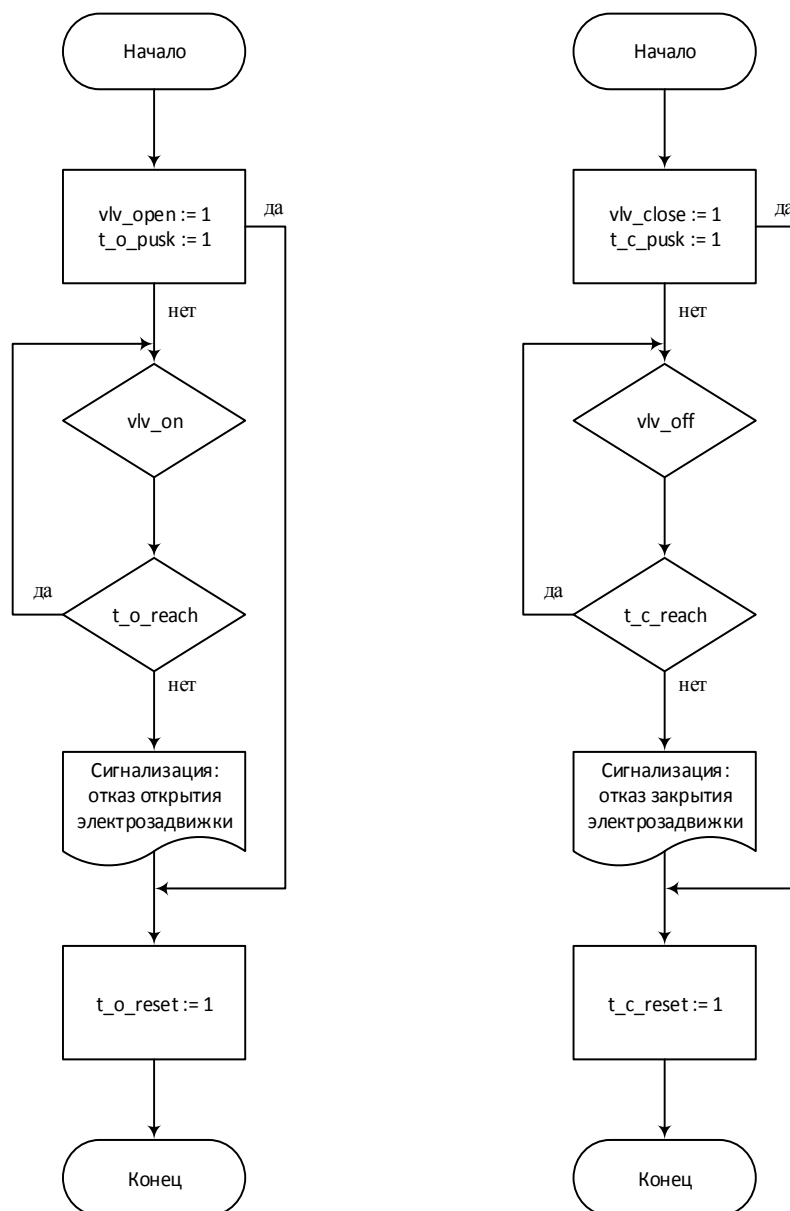 Начало
vlv_open := 1
t_o_pusk := 1
да
нет
vlv_on
да
t_o_reach
нет
Сигнализация:
отказ открытия
электрозадвижки
t_o_reset := 1
Конец
Начало
vlv_close := 1
t_c_pusk := 1
да
нет
vlv_off
да
t_c_reach
нет
Сигнализация:
отказ закрытия
электрозадвижки
t_c_reset := 1
Конец